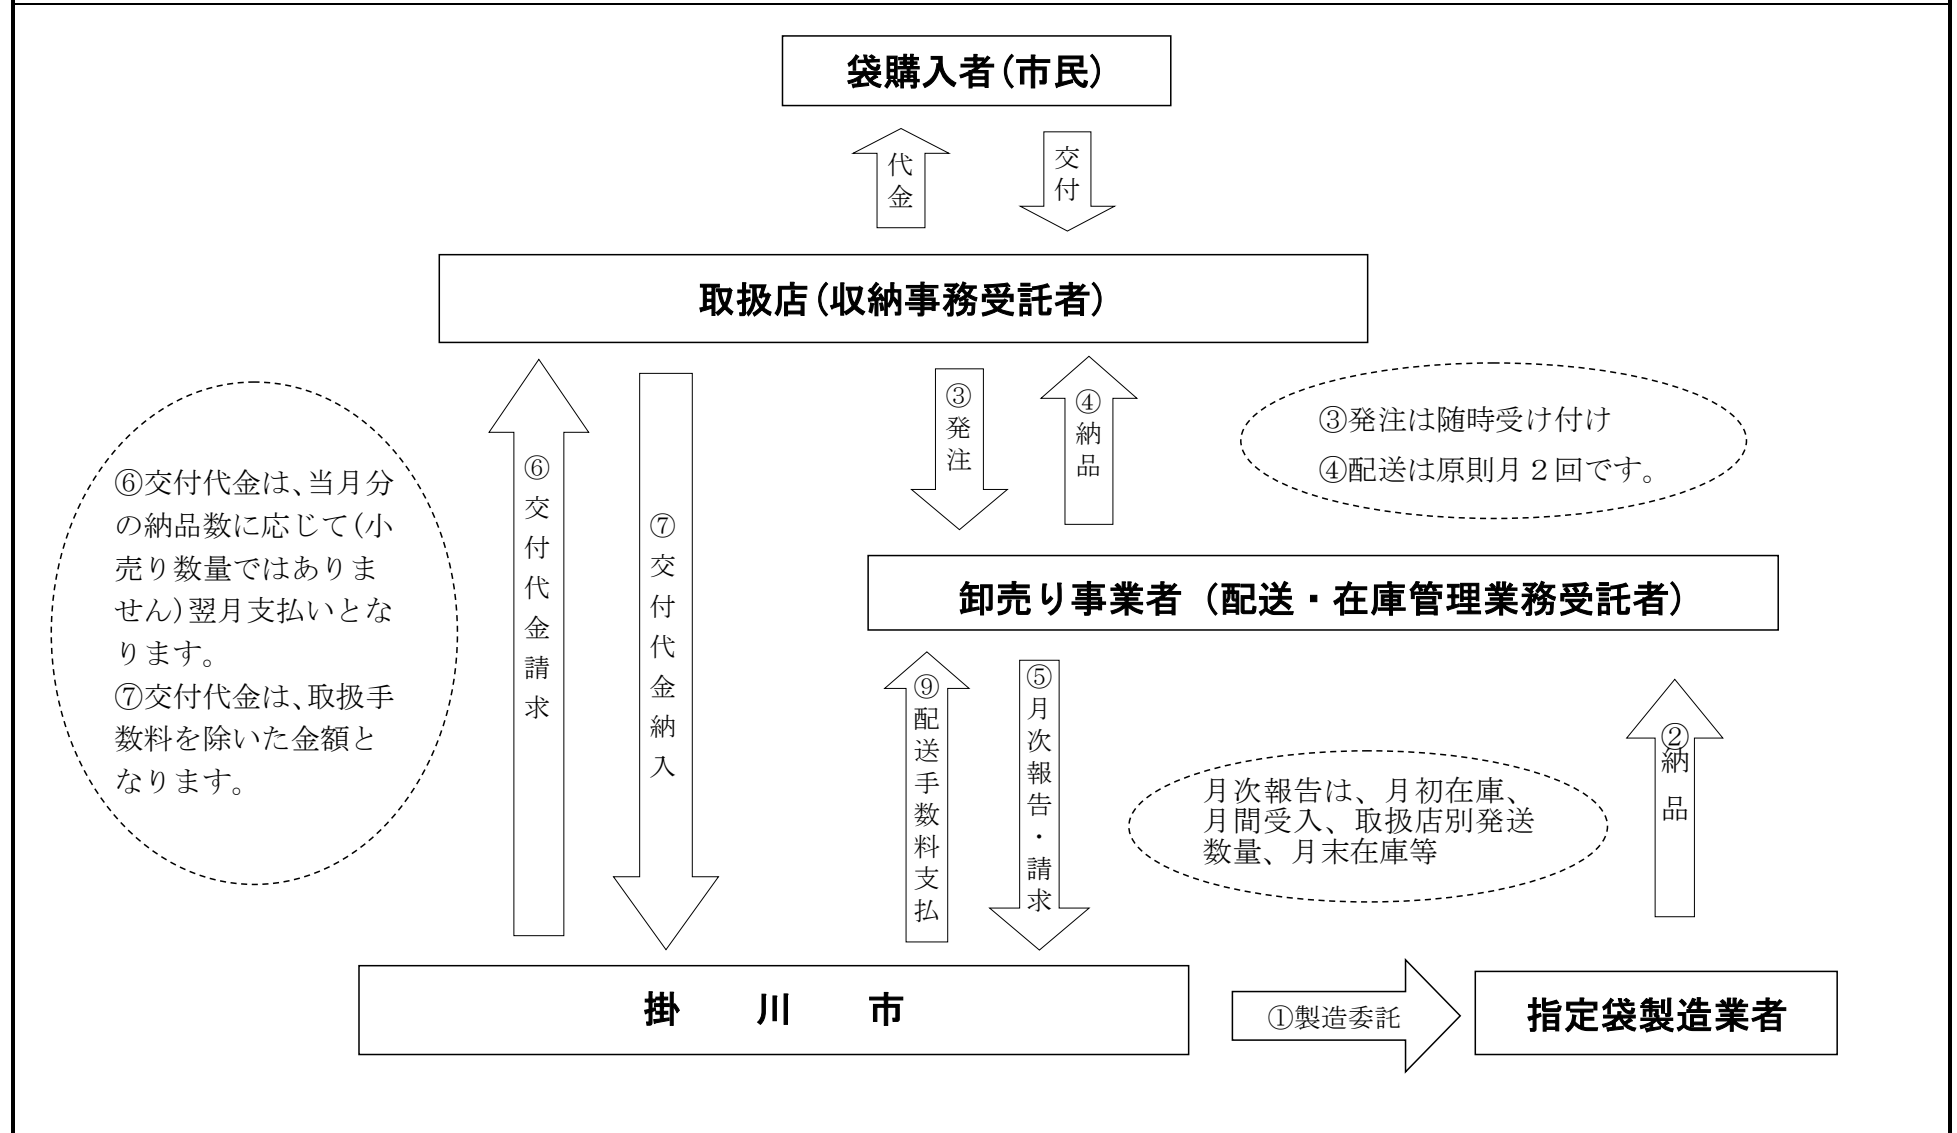 袋購入者(市民)
代金
交付
取扱店(収納事務受託者)
⑥交付代金請求
⑦交付代金納入
③発注
④納品
③発注は随時受け付け
④配送は原則月２回です。
⑥交付代金は、当月分
の納品数に応じて(小
売り数量ではありま
せん)翌月支払いとな
ります。
⑦交付代金は、取扱手
数料を除いた金額と
なります。
卸売り事業者（配送・在庫管理業務受託者）
⑨配送手数料支払
⑤月次報告・請求
月次報告は、月初在庫、
月間受入、取扱店別発送
数量、月末在庫等
②納品
掛　川　市
①製造委託
指定袋製造業者